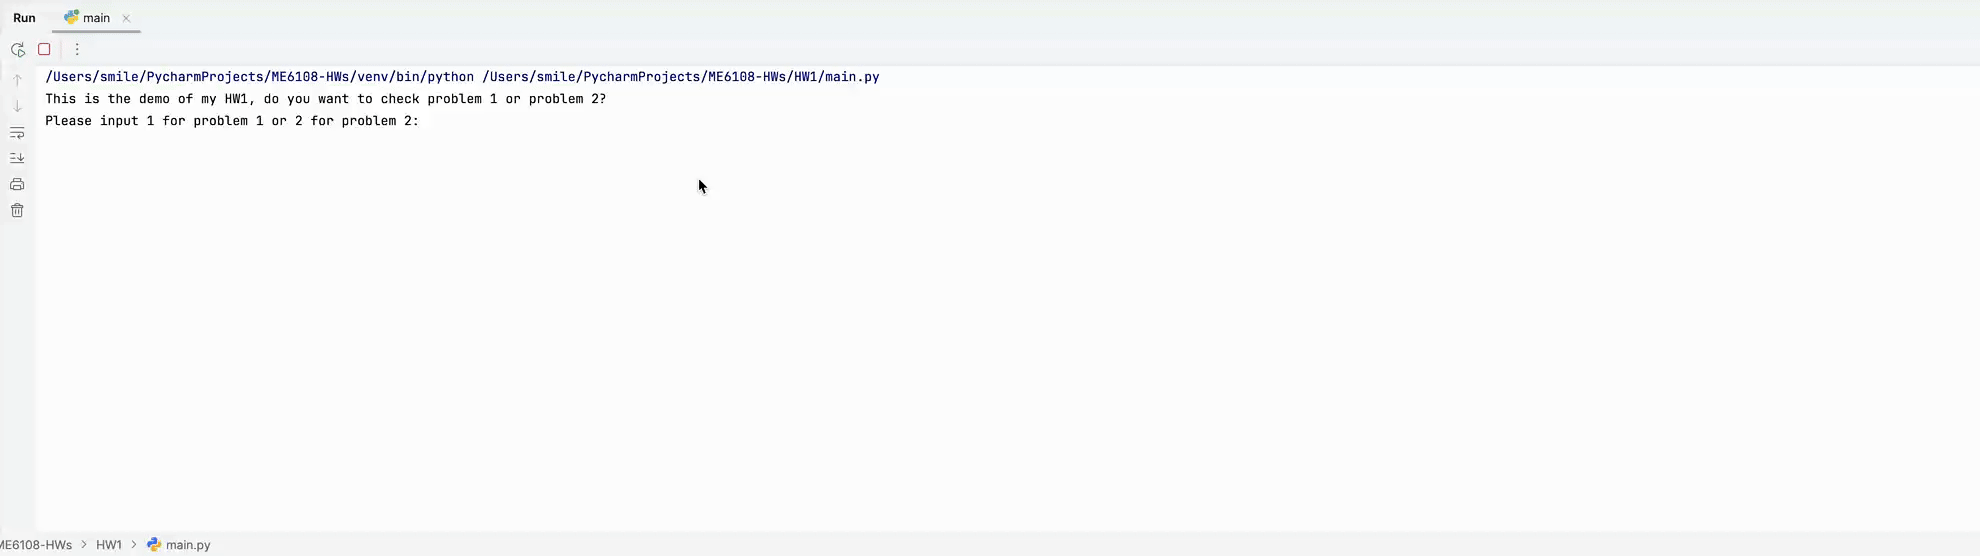 Run main
/Users/smile/PycharmProjects/ME6108-HWs/venv/bin/python /Users/smile/PycharmProjects/ME6108-HWs/HW1/main.py
This is the demo of my HW1, do you want to check problem 1 or problem 2?
Please input 1 for problem 1 or 2 for problem 2:
ME6108-HWs > HW1 > main.py